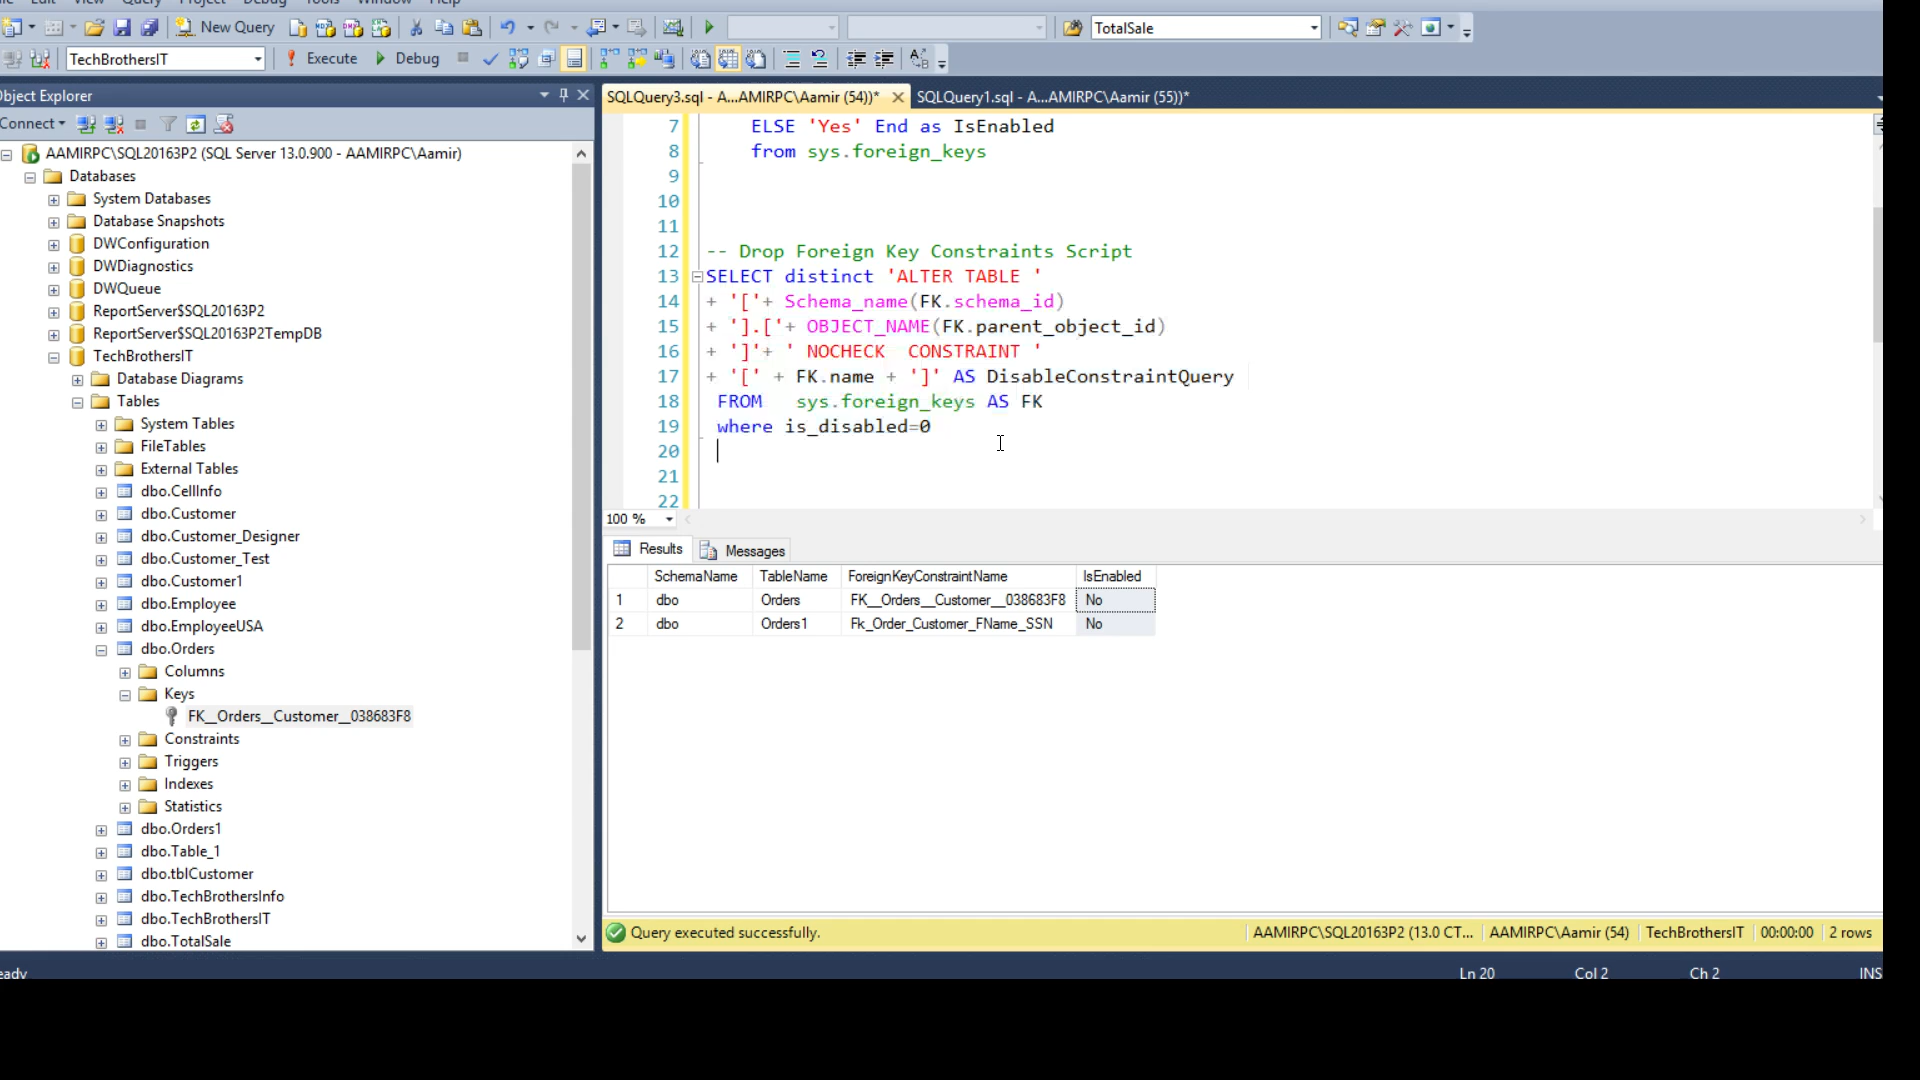 Edit View Query Project Debug Tools Window Help
New Query TotalSale
TechBrothersIT Execute Debug
Object Explorer
Connect
AAMIRPC\SQL20163P2 (SQL Server 13.0.900 - AAMIRPC\Aamir)
Databases
System Databases
Database Snapshots
DWConfiguration
DWDiagnostics
DWQueue
ReportServer$SQL20163P2
ReportServer$SQL20163P2TempDB
TechBrothersIT
Database Diagrams
Tables
System Tables
FileTables
External Tables
dbo.CellInfo
dbo.Customer
dbo.Customer_Designer
dbo.Customer_Test
dbo.Customer1
dbo.Employee
dbo.EmployeeUSA
dbo.Orders
Columns
Keys
FK__Orders__Customer__038683F8
Constraints
Triggers
Indexes
Statistics
dbo.Orders1
dbo.Table_1
dbo.tblCustomer
dbo.TechBrothersInfo
dbo.TechBrothersIT
dbo.TotalSale
SQLQuery3.sql - A...AMIRPC\Aamir (54))* SQLQuery1.sql - A...AMIRPC\Aamir (55))*
7 ELSE 'Yes' End as IsEnabled
8 from sys.foreign_keys
9
10
11
12 -- Drop Foreign Key Constraints Script
13 SELECT distinct 'ALTER TABLE '
14 + '['+ Schema_name(FK.schema_id)
15 + '].['+ OBJECT_NAME(FK.parent_object_id)
16 + ']'+ ' NOCHECK  CONSTRAINT '
17 + '[' + FK.name + ']' AS DisableConstraintQuery
18 FROM   sys.foreign_keys AS FK
19 where is_disabled=0
20
21
22
100 %
Results Messages
SchemaName TableName ForeignKeyConstraintName IsEnabled
1 dbo Orders FK__Orders__Customer__038683F8 No
2 dbo Orders1 Fk_Order_Customer_FName_SSN No
Query executed successfully. AAMIRPC\SQL20163P2 (13.0 CT... AAMIRPC\Aamir (54) TechBrothersIT 00:00:00 2 rows
eady Ln 20 Col 2 Ch 2 INS